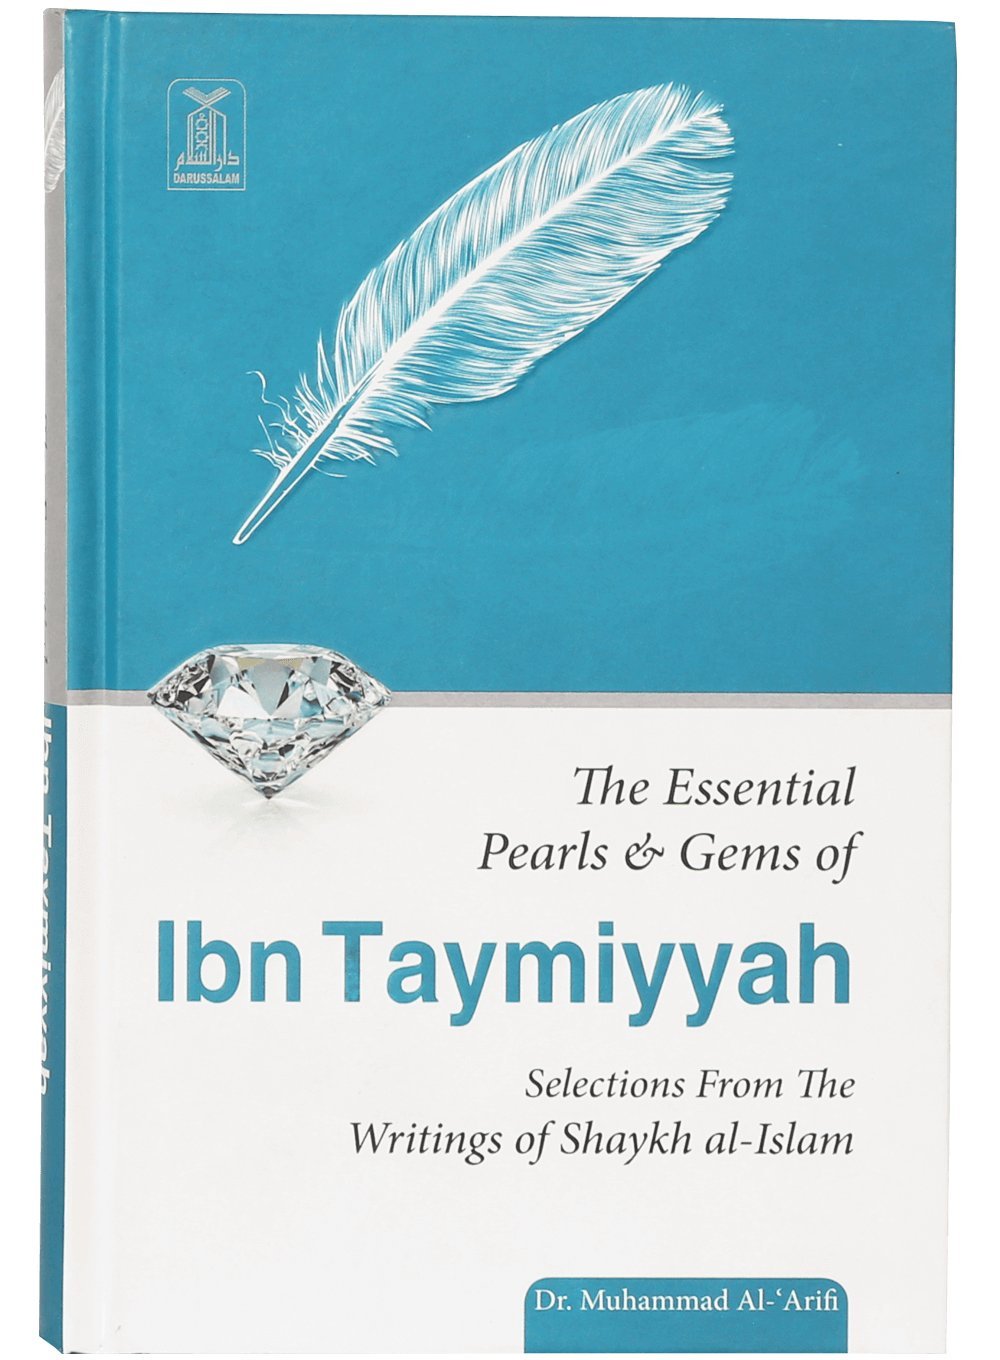 دار السلام
DARUSSALAM
The Essential
Pearls & Gems of
Ibn Taymiyyah
Selections From The
Writings of Shaykh al-Islam
Dr. Muhammad Al-‘Arifi
Ibn Taymiyyah